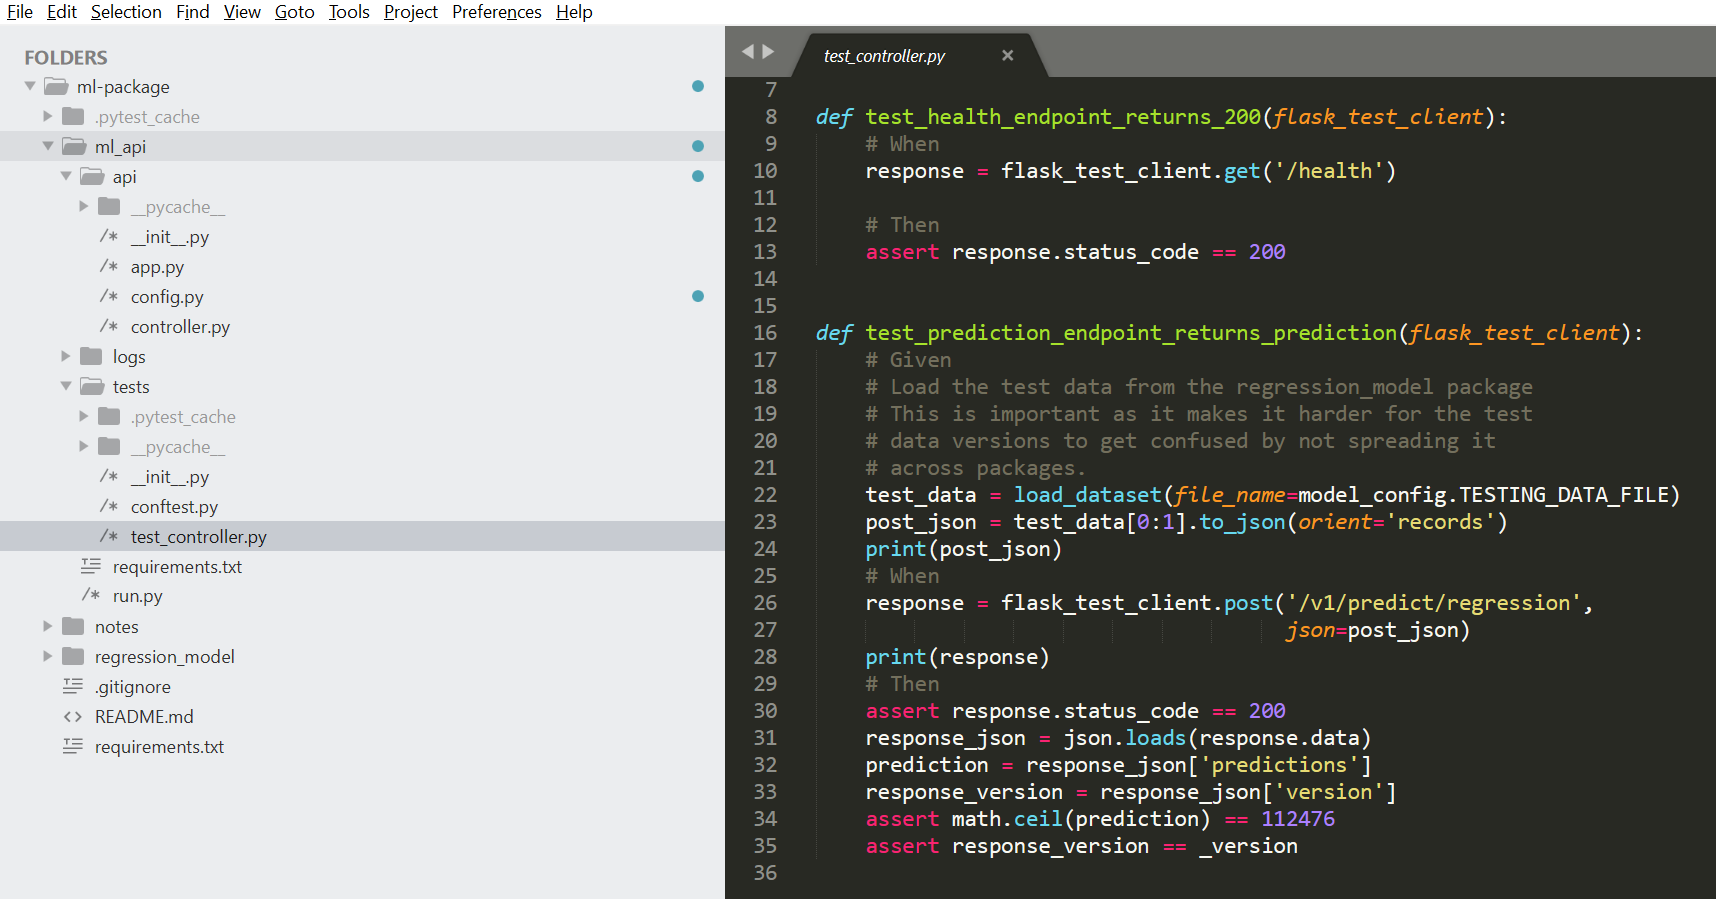 File Edit Selection Find View Goto Tools Project Preferences Help
FOLDERS
ml-package
.pytest_cache
ml_api
api
__pycache__
/* __init__.py
/* app.py
/* config.py
/* controller.py
logs
tests
.pytest_cache
__pycache__
/* __init__.py
/* conftest.py
/* test_controller.py
requirements.txt
/* run.py
notes
regression_model
.gitignore
<> README.md
requirements.txt
test_controller.py ×
7
8 def test_health_endpoint_returns_200(flask_test_client):
9     # When
10     response = flask_test_client.get('/health')
11
12     # Then
13     assert response.status_code == 200
14
15
16 def test_prediction_endpoint_returns_prediction(flask_test_client):
17     # Given
18     # Load the test data from the regression_model package
19     # This is important as it makes it harder for the test
20     # data versions to get confused by not spreading it
21     # across packages.
22     test_data = load_dataset(file_name=model_config.TESTING_DATA_FILE)
23     post_json = test_data[0:1].to_json(orient='records')
24     print(post_json)
25     # When
26     response = flask_test_client.post('/v1/predict/regression',
27                                       json=post_json)
28     print(response)
29     # Then
30     assert response.status_code == 200
31     response_json = json.loads(response.data)
32     prediction = response_json['predictions']
33     response_version = response_json['version']
34     assert math.ceil(prediction) == 112476
35     assert response_version == _version
36